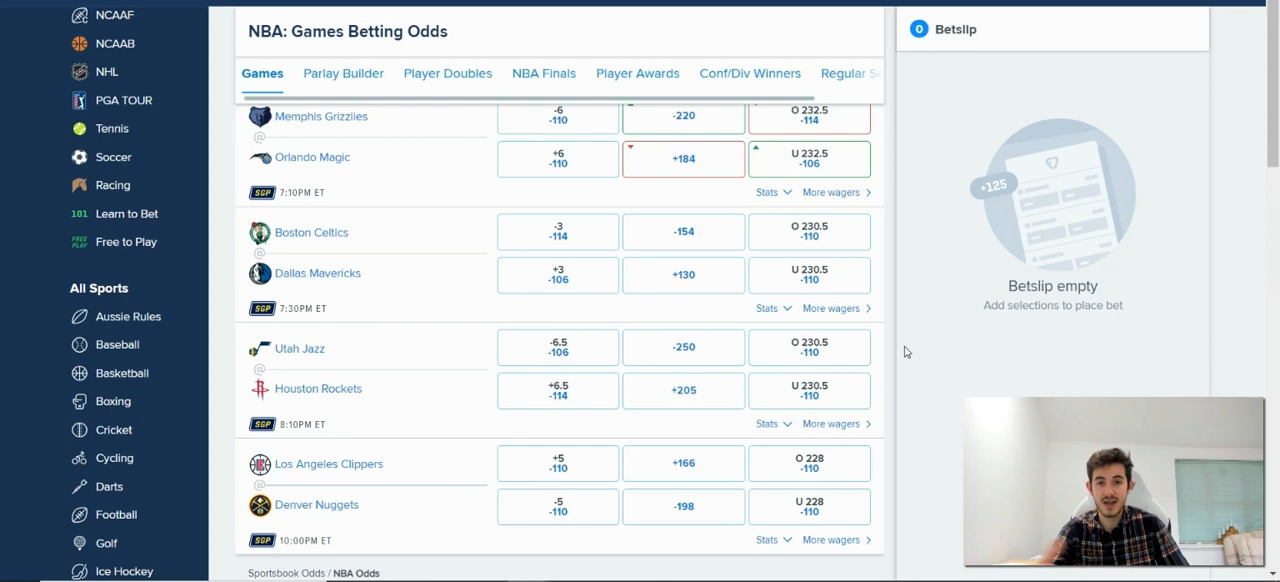 NCAAF
NCAAB
NHL
PGA TOUR
Tennis
Soccer
Racing
101 Learn to Bet
FREE PLAY Free to Play
All Sports
Aussie Rules
Baseball
Basketball
Boxing
Cricket
Cycling
Darts
Football
Golf
Ice Hockey
NBA: Games Betting Odds
Games Parlay Builder Player Doubles NBA Finals Player Awards Conf/Div Winners Regular
Memphis Grizzlies -6 -220 O 232.5
-110 -114
@
Orlando Magic +6 +184 U 232.5
-110 -106
SGP 7:10PM ET Stats More wagers
Boston Celtics -3 -154 O 230.5
-114 -110
@
Dallas Mavericks +3 +130 U 230.5
-106 -110
SGP 7:30PM ET Stats More wagers
Utah Jazz -6.5 -250 O 230.5
-106 -110
@
Houston Rockets +6.5 +205 U 230.5
-114 -110
SGP 8:10PM ET Stats More wagers
Los Angeles Clippers +5 +166 O 228
-110 -110
@
Denver Nuggets -5 -198 U 228
-110 -110
SGP 10:00PM ET Stats More wagers
Sportsbook Odds / NBA Odds
0 Betslip
+125
Betslip empty
Add selections to place bet